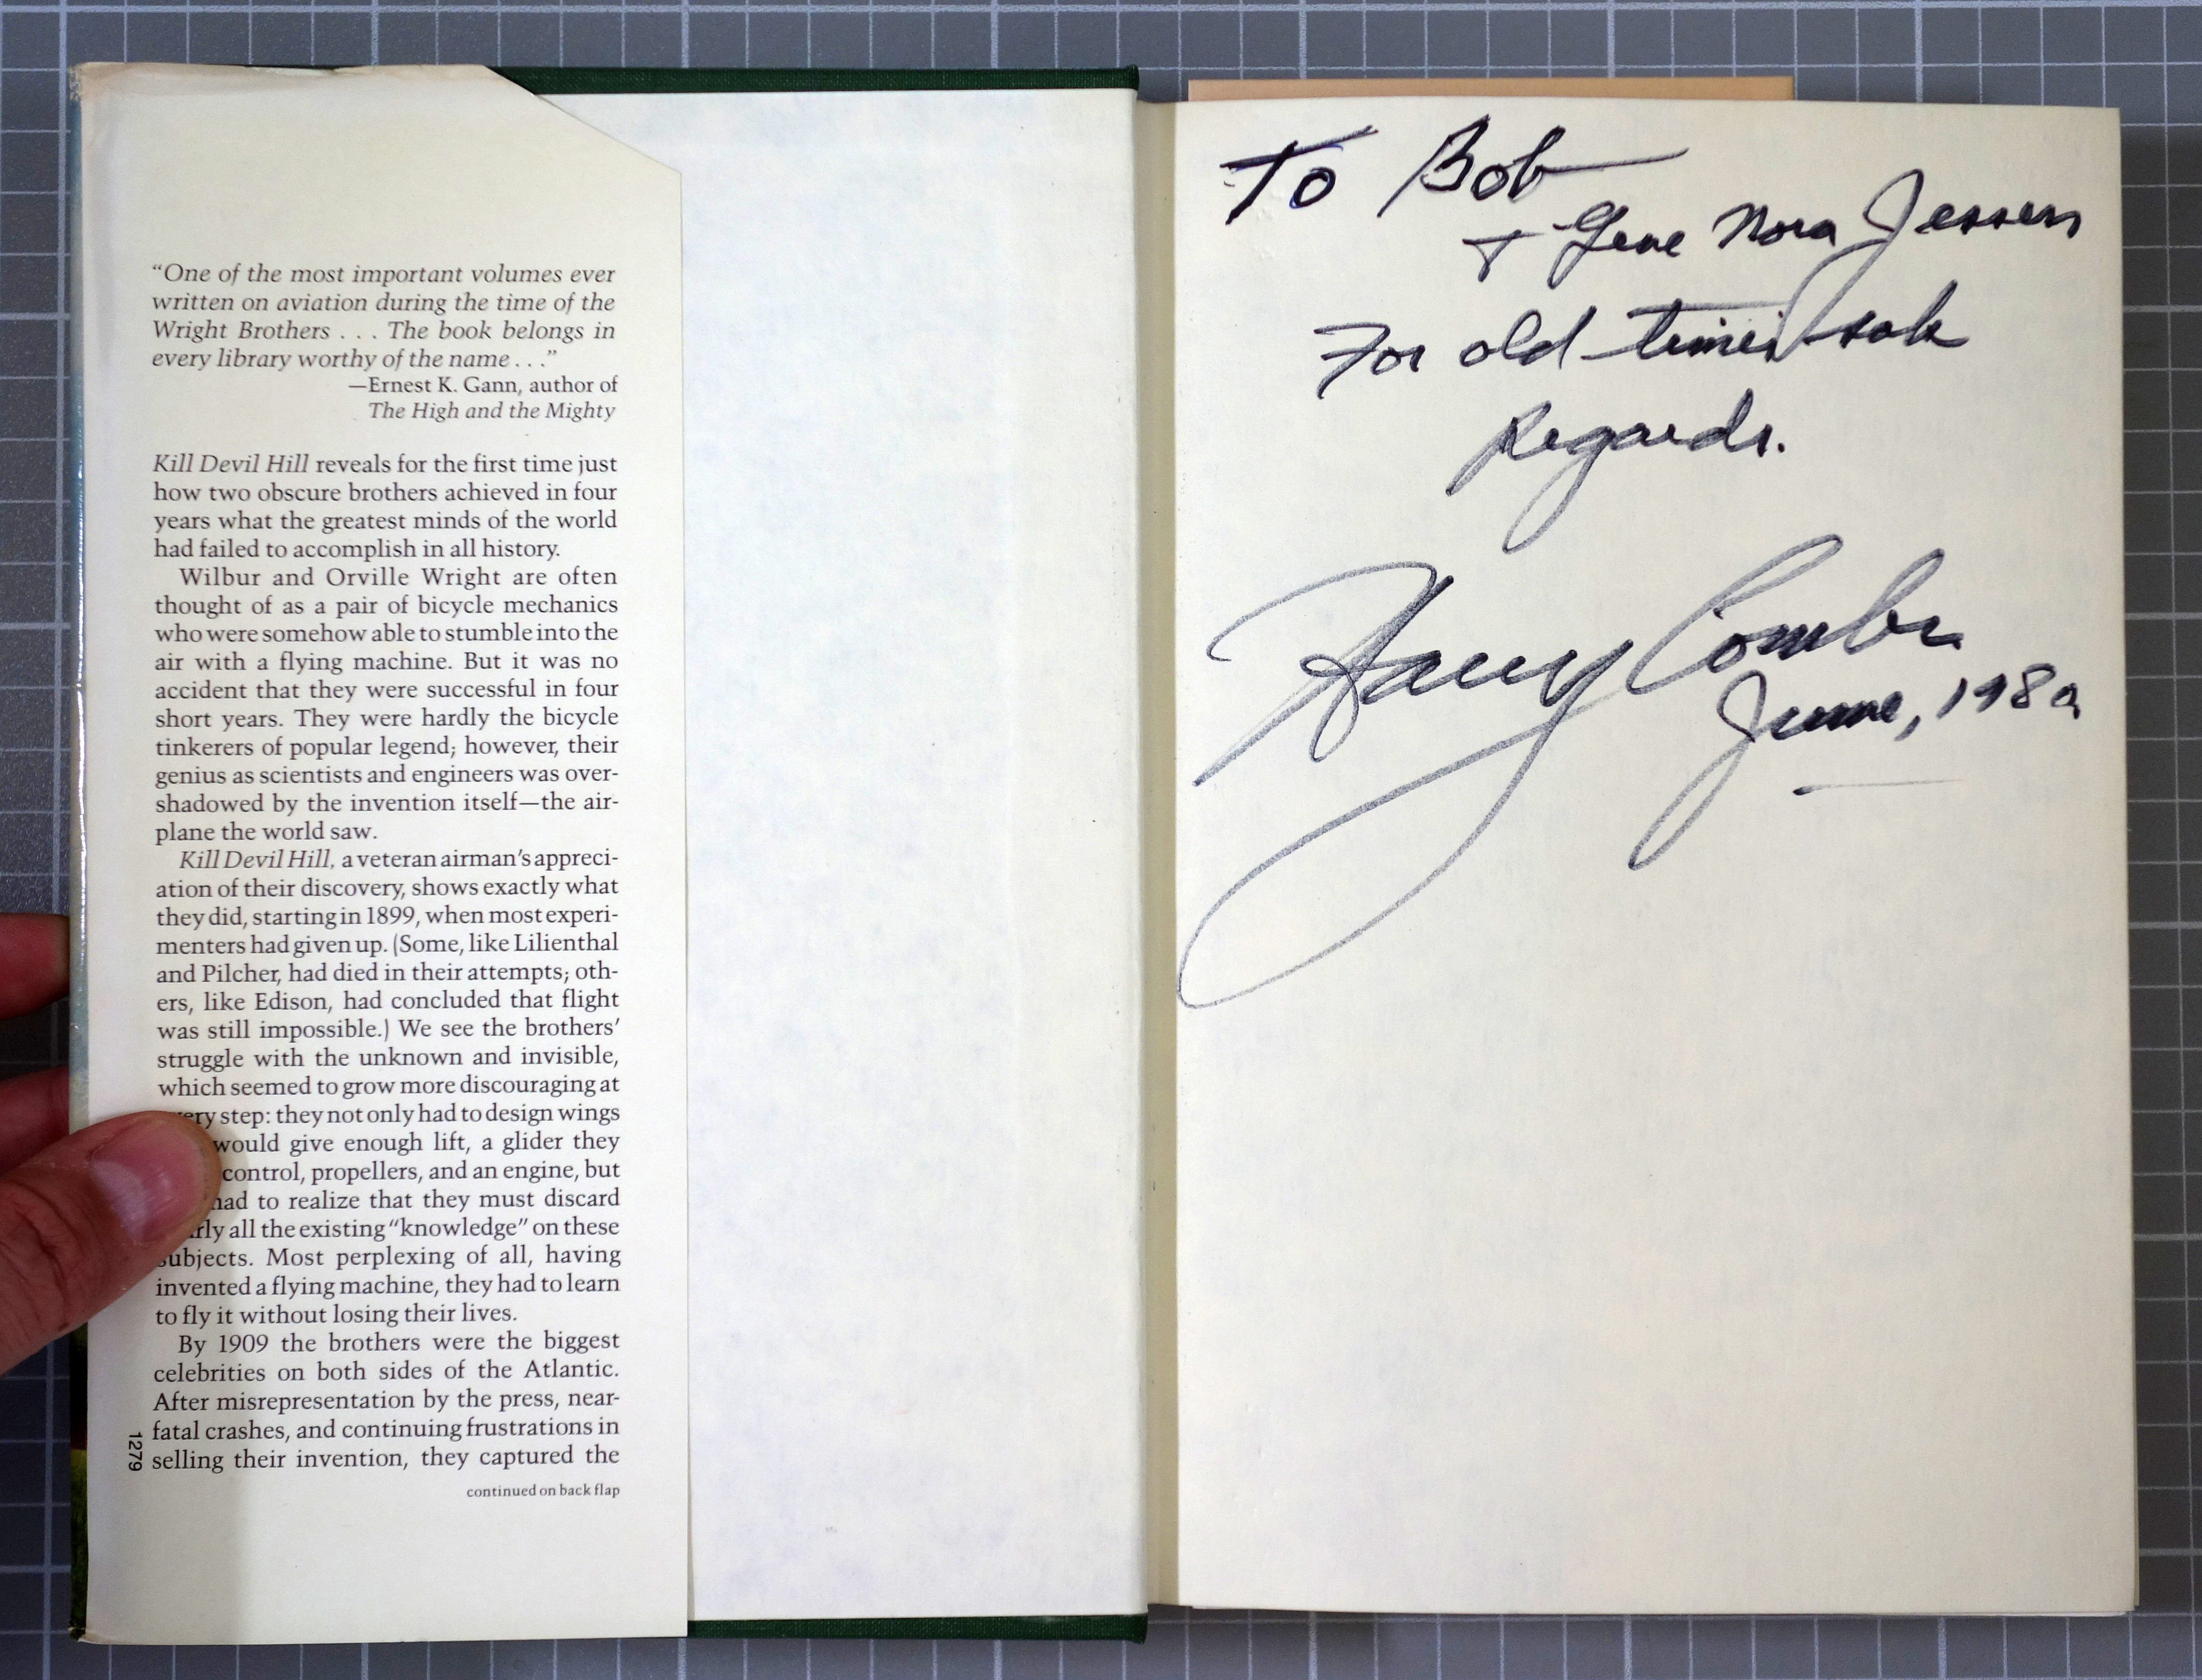 “One of the most important volumes ever
written on aviation during the time of the
Wright Brothers . . . The book belongs in
every library worthy of the name . . .”
—Ernest K. Gann, author of
The High and the Mighty
Kill Devil Hill reveals for the first time just
how two obscure brothers achieved in four
years what the greatest minds of the world
had failed to accomplish in all history.
Wilbur and Orville Wright are often
thought of as a pair of bicycle mechanics
who were somehow able to stumble into the
air with a flying machine. But it was no
accident that they were successful in four
short years. They were hardly the bicycle
tinkerers of popular legend; however, their
genius as scientists and engineers was over-
shadowed by the invention itself—the air-
plane the world saw.
Kill Devil Hill, a veteran airman’s appreci-
ation of their discovery, shows exactly what
they did, starting in 1899, when most experi-
menters had given up. (Some, like Lilienthal
and Pilcher, had died in their attempts; oth-
ers, like Edison, had concluded that flight
was still impossible.) We see the brothers’
struggle with the unknown and invisible,
which seemed to grow more discouraging at
step: they not only had to design wings
would give enough lift, a glider they
control, propellers, and an engine, but
had to realize that they must discard
all the existing “knowledge” on these
subjects. Most perplexing of all, having
invented a flying machine, they had to learn
to fly it without losing their lives.
By 1909 the brothers were the biggest
celebrities on both sides of the Atlantic.
After misrepresentation by the press, near-
fatal crashes, and continuing frustrations in
selling their invention, they captured the
continued on back flap
1279
To Bob
+ Gene Nora Jessen
For old times sake
Regards.
Harry Combs
June,